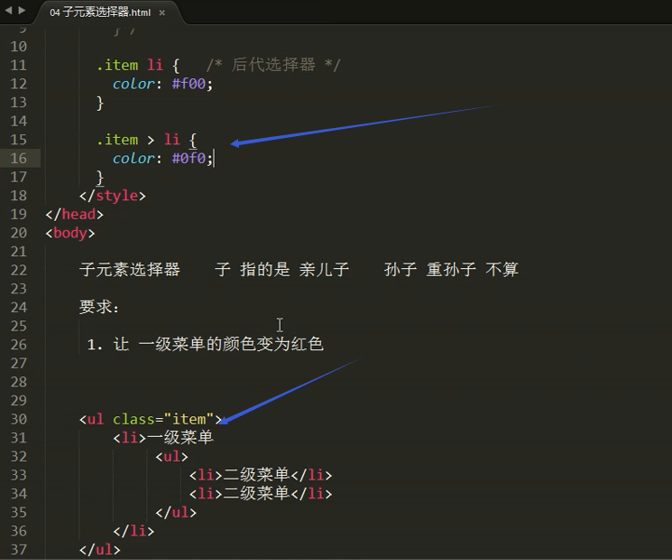 04 子元素选择器.html ×
9 } */
10
11 .item li { /* 后代选择器 */
12 color: #f00;
13 }
14
15 .item > li {
16 color: #0f0;
17 }
18 </style>
19 </head>
20 <body>
21
22 子元素选择器 子 指的是 亲儿子 孙子 重孙子 不算
23
24 要求:
25
26 1. 让 一级菜单的颜色变为红色
27
28
29
30 <ul class="item">
31 <li>一级菜单
32 <ul>
33 <li>二级菜单</li>
34 <li>二级菜单</li>
35 </ul>
36 </li>
37 </ul>